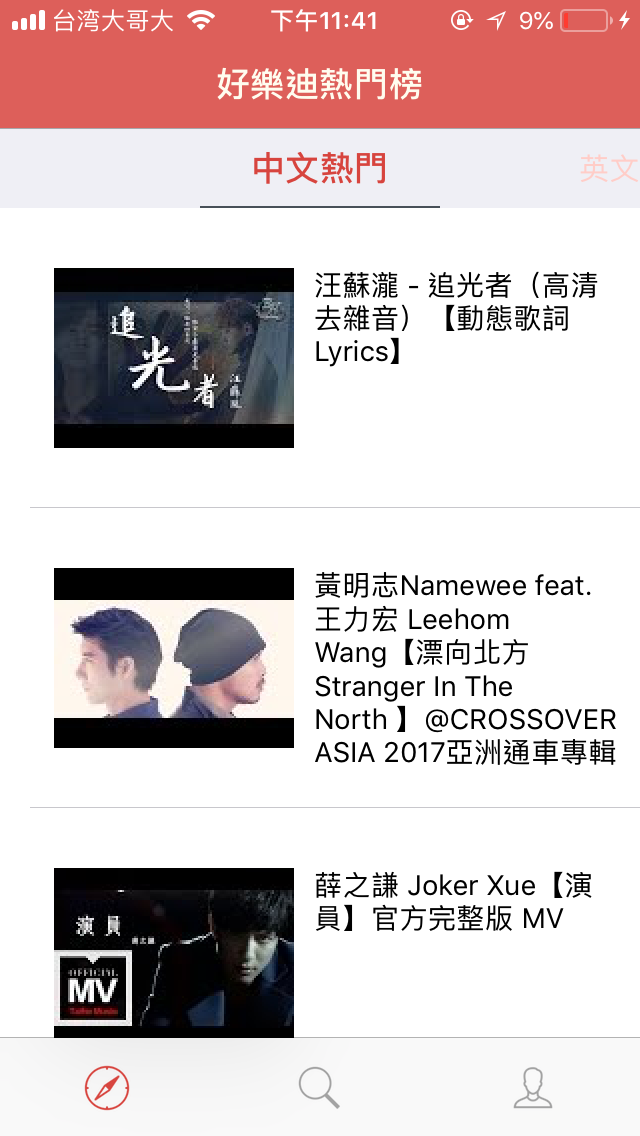 台湾大哥大 下午11:41 9%
好樂迪熱門榜
中文熱門 英文
追光者
汪蘇瀧
汪蘇瀧 - 追光者（高清
去雜音）【動態歌詞
Lyrics】
黃明志Namewee feat.
王力宏 Leehom
Wang【漂向北方
Stranger In The
North 】@CROSSOVER
ASIA 2017亞洲通車專輯
演員
薛之謙
OFFICIAL
MV
薛之謙 Joker Xue【演
員】官方完整版 MV